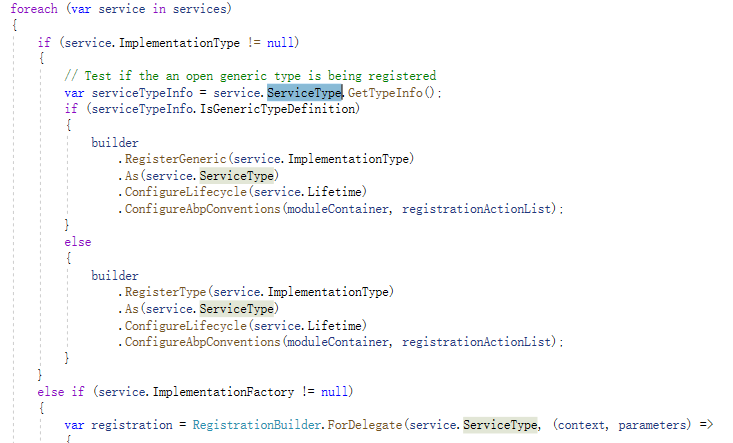 foreach (var service in services)
{
if (service.ImplementationType != null)
{
// Test if the an open generic type is being registered
var serviceTypeInfo = service.ServiceType.GetTypeInfo();
if (serviceTypeInfo.IsGenericTypeDefinition)
{
builder
.RegisterGeneric(service.ImplementationType)
.As(service.ServiceType)
.ConfigureLifecycle(service.Lifetime)
.ConfigureAbpConventions(moduleContainer, registrationActionList);
}
else
{
builder
.RegisterType(service.ImplementationType)
.As(service.ServiceType)
.ConfigureLifecycle(service.Lifetime)
.ConfigureAbpConventions(moduleContainer, registrationActionList);
}
}
else if (service.ImplementationFactory != null)
{
var registration = RegistrationBuilder.ForDelegate(service.ServiceType, (context, parameters) =>
{